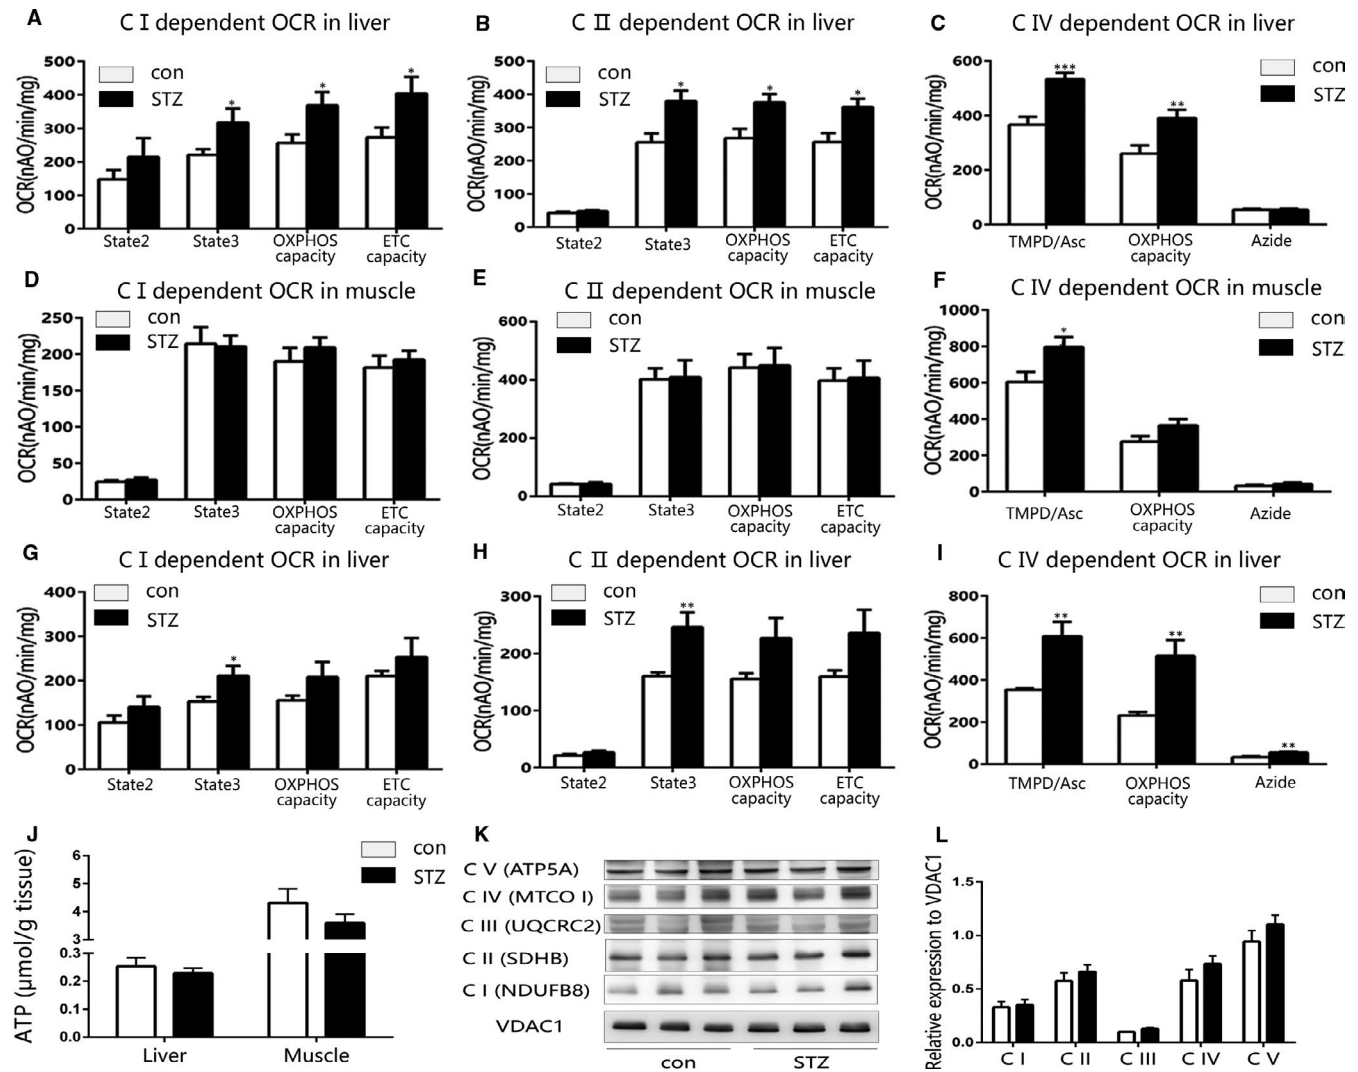 A
C Ⅰ dependent OCR in liver
OCR(nAO/min/mg)
500
400
300
200
100
0
con
STZ
*
*
*
State2
State3
OXPHOS
capacity
ETC
capacity
B
C Ⅱ dependent OCR in liver
OCR(nAO/min/mg)
500
400
300
200
100
0
con
STZ
*
*
*
State2
State3
OXPHOS
capacity
ETC
capacity
C
C Ⅳ dependent OCR in liver
OCR(nAO/min/mg)
600
400
200
0
con
STZ
***
**
TMPD/Asc
OXPHOS
capacity
Azide
D
C Ⅰ dependent OCR in muscle
OCR(nAO/min/mg)
250
200
150
100
50
0
con
STZ
State2
State3
OXPHOS
capacity
ETC
capacity
E
C Ⅱ dependent OCR in muscle
OCR(nAO/min/mg)
600
400
200
0
con
STZ
State2
State3
OXPHOS
capacity
ETC
capacity
F
C Ⅳ dependent OCR in muscle
OCR(nAO/min/mg)
1000
800
600
400
200
0
con
STZ
*
TMPD/Asc
OXPHOS
capacity
Azide
G
C Ⅰ dependent OCR in liver
OCR(nAO/min/mg)
400
300
200
100
0
con
STZ
*
State2
State3
OXPHOS
capacity
ETC
capacity
H
C Ⅱ dependent OCR in liver
OCR(nAO/min/mg)
300
200
100
0
con
STZ
**
State2
State3
OXPHOS
capacity
ETC
capacity
I
C Ⅳ dependent OCR in liver
OCR(nAO/min/mg)
800
600
400
200
0
con
STZ
**
**
**
TMPD/Asc
OXPHOS
capacity
Azide
J
ATP (μmol/g tissue)
6
5
4
3
0.3
0.2
0.1
0.0
con
STZ
Liver
Muscle
K
C V (ATP5A)
C IV (MTCO I)
C III (UQCRC2)
C II (SDHB)
C I (NDUFB8)
VDAC1
con
STZ
L
Relative expression to VDAC1
1.5
1.0
0.5
0.0
C I
C II
C III
C IV
C V